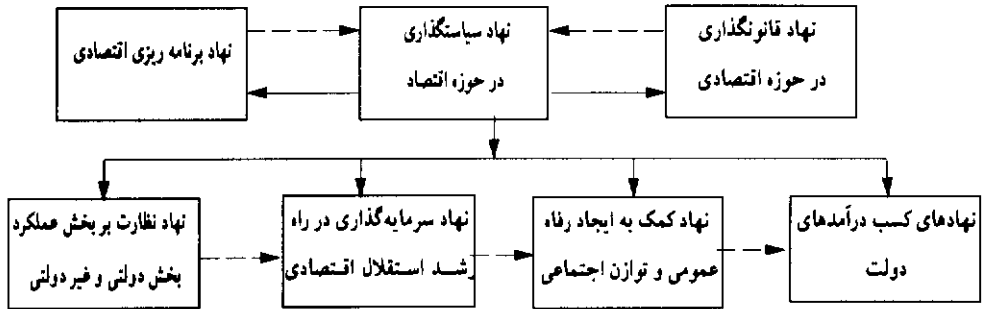 نهاد قانونگذاری
در حوزه اقتصادی
نهاد سیاستگذاری
در حوزه اقتصاد
نهاد برنامه ریزی اقتصادی
نهادهای کسب درآمدهای
دولت
نهاد کمک به ایجاد رفاه
عمومی و توازن اجتماعی
نهاد سرمایه‌گذاری در راه
رشد استقلال اقتصادی
نهاد نظارت بر بخش عملکرد
بخش دولتی و غیر دولتی